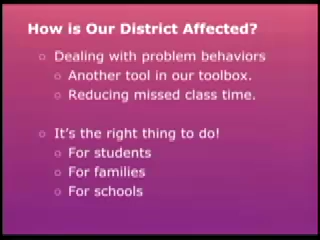 How is Our District Affected?
○ Dealing with problem behaviors
○ Another tool in our toolbox.
○ Reducing missed class time.
○ It's the right thing to do!
○ For students
○ For families
○ For schools